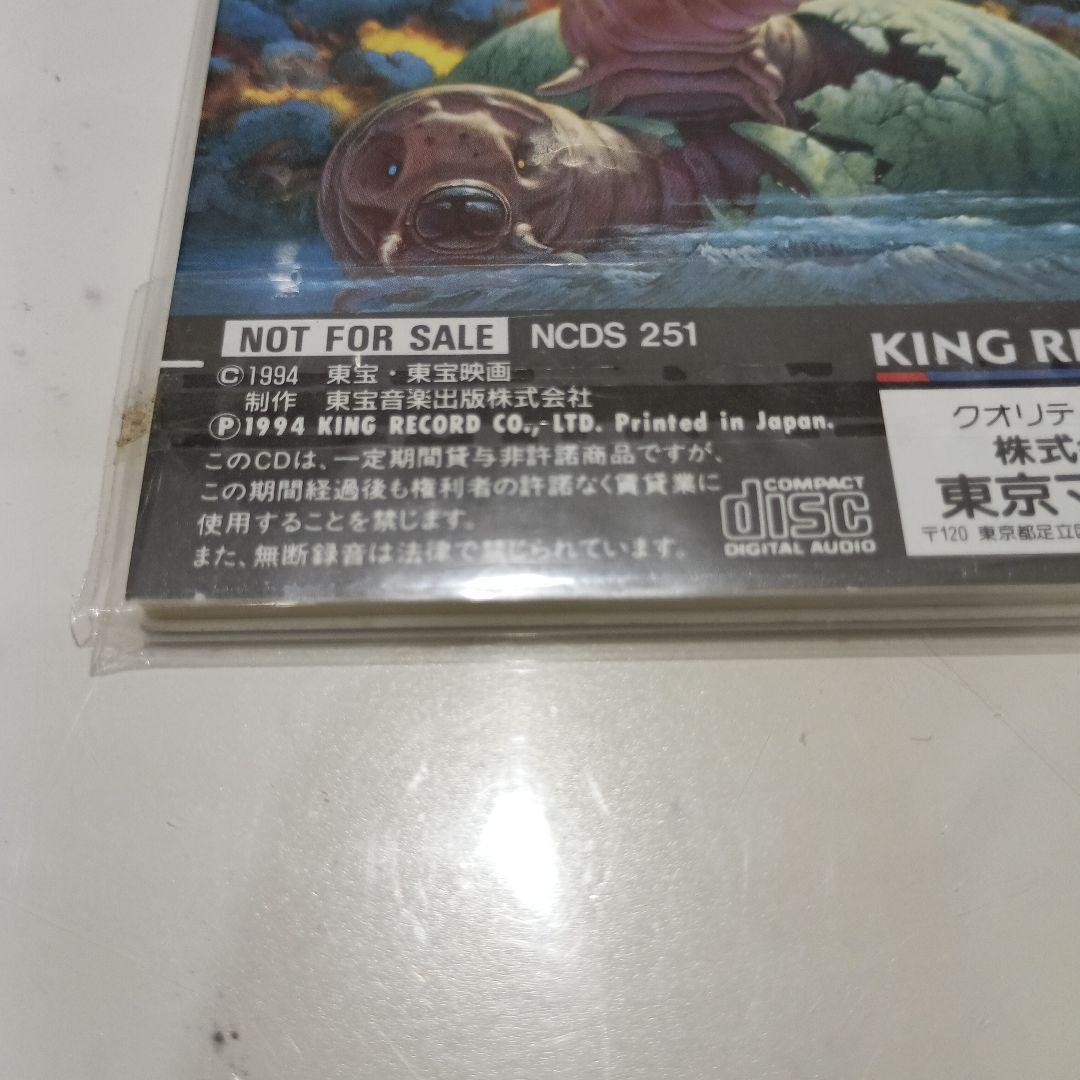 NOT FOR SALE NCDS 251
KING
©1994 東宝・東宝映画
制作 東宝音楽出版株式会社
Ⓟ1994 KING RECORD CO., LTD. Printed in Japan.
このCDは、一定期間貸与非許諾商品ですが、
この期間経過後も権利者の許諾なく賃貸業に
使用することを禁じます。
また、無断録音は法律で禁じられています。
COMPACT
disc
DIGITAL AUDIO
クオリテ
株式
東京
〒120 東京都足立区